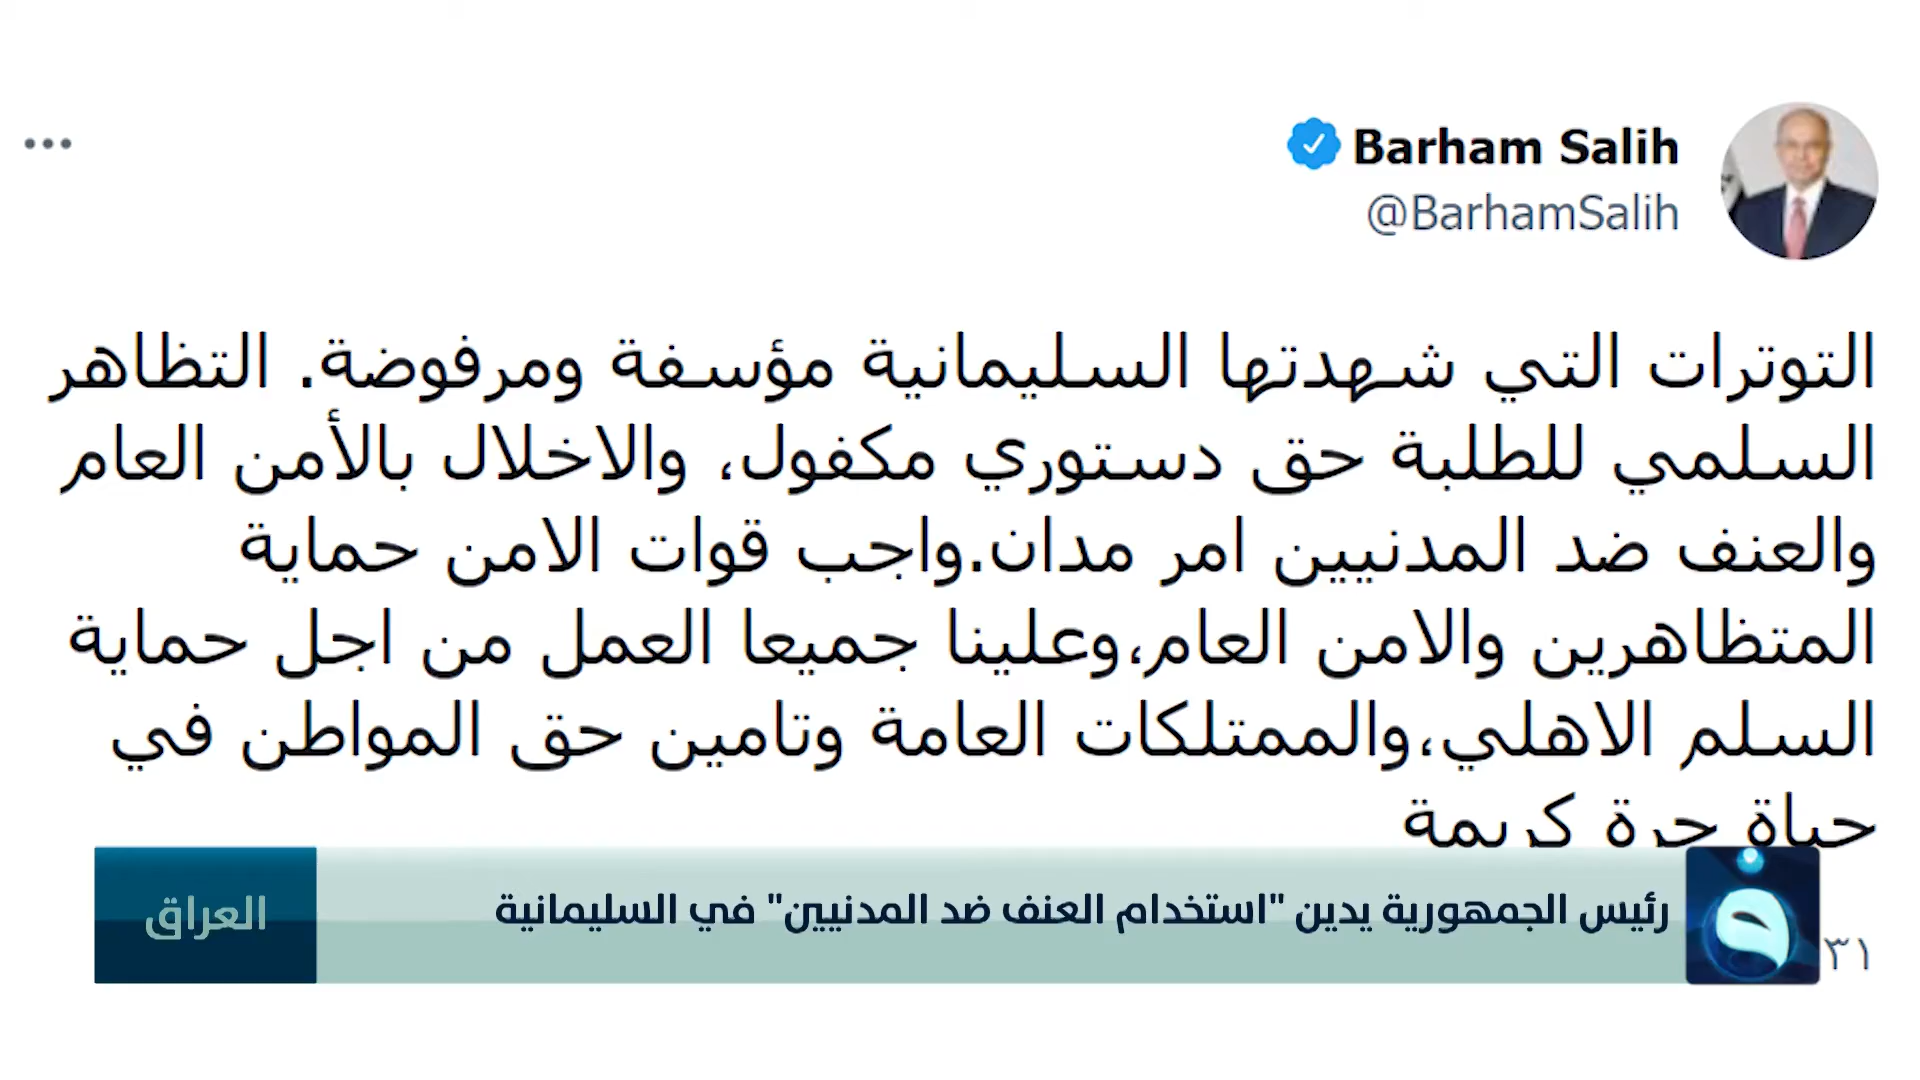 Barham Salih
@BarhamSalih
التوترات التي شهدتها السليمانية مؤسفة ومرفوضة. التظاهر
السلمي للطلبة حق دستوري مكفول، والاخلال بالأمن العام
والعنف ضد المدنيين امر مدان.واجب قوات الامن حماية
المتظاهرين والامن العام،وعلينا جميعا العمل من اجل حماية
السلم الاهلي،والممتلكات العامة وتامين حق المواطن في
حياة حرة كريمة
رئيس الجمهورية يدين "استخدام العنف ضد المدنيين" في السليمانية
العراق
٣١